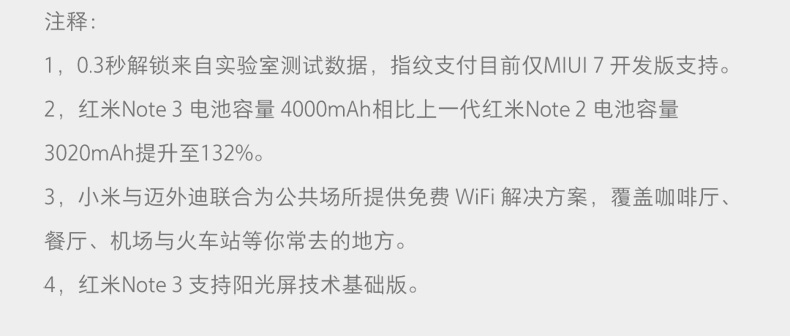 注释：
1，0.3秒解锁来自实验室测试数据，指纹支付目前仅MIUI 7 开发版支持。
2，红米Note 3 电池容量 4000mAh相比上一代红米Note 2 电池容量
3020mAh提升至132%。
3，小米与迈外迪联合为公共场所提供免费 WiFi 解决方案，覆盖咖啡厅、
餐厅、机场与火车站等你常去的地方。
4，红米Note 3 支持阳光屏技术基础版。